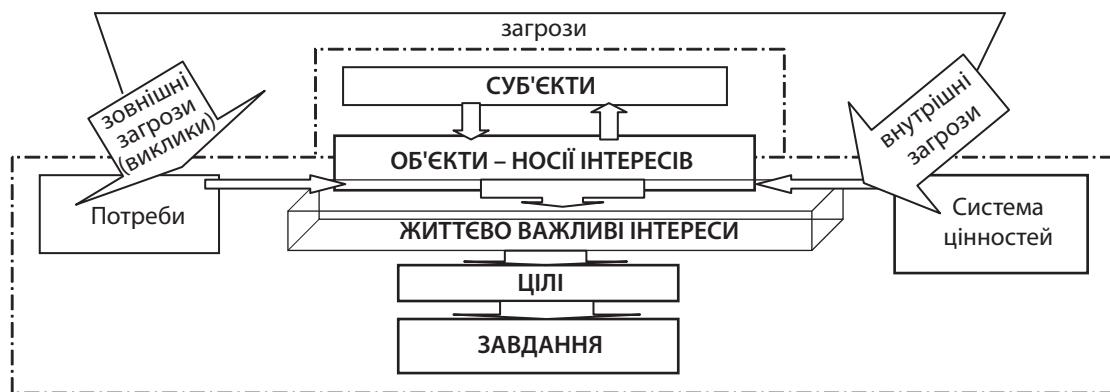 загрози
СУБ'ЄКТИ
зовнішні
загрози
(виклики)
внутрішні
загрози
ОБ'ЄКТИ – НОСІЇ ІНТЕРЕСІВ
Потреби
Система
цінностей
ЖИТТЄВО ВАЖЛИВІ ІНТЕРЕСИ
ЦІЛІ
ЗАВДАННЯ